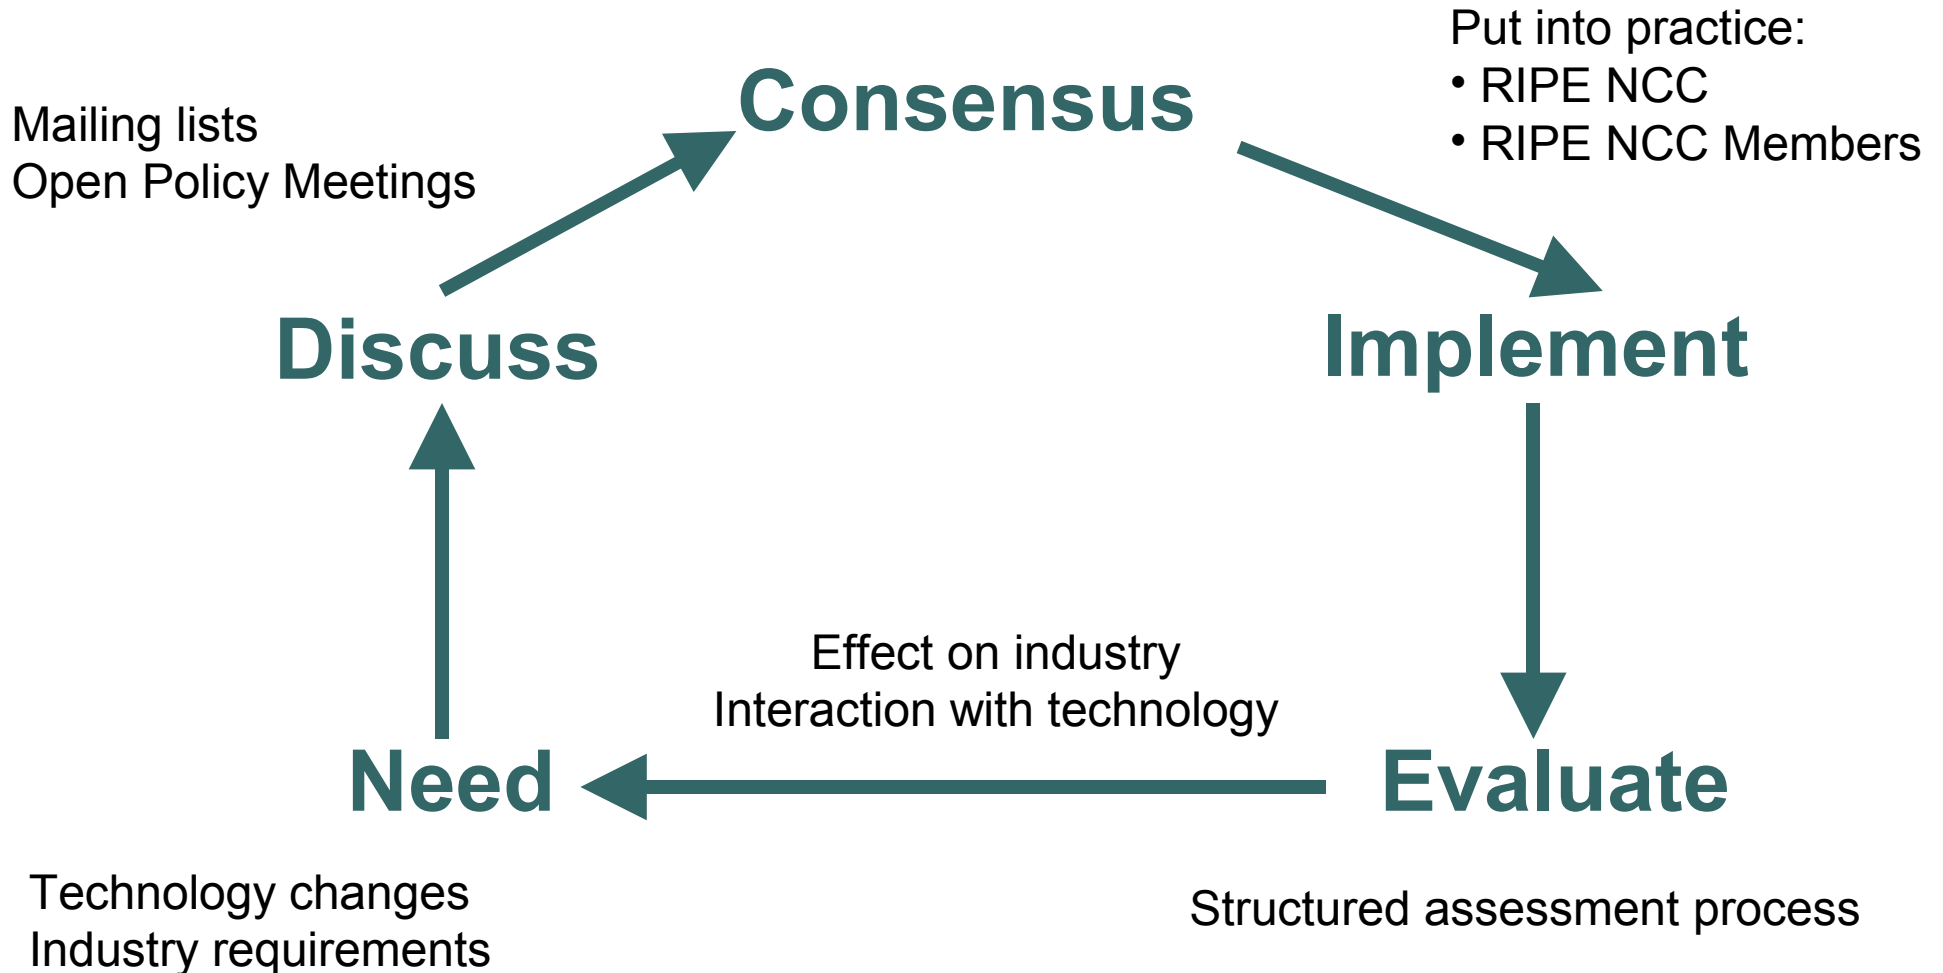 Consensus
Put into practice:
• RIPE NCC
• RIPE NCC Members
Mailing lists
Open Policy Meetings
Discuss
Implement
Effect on industry
Interaction with technology
Need
Evaluate
Technology changes
Industry requirements
Structured assessment process